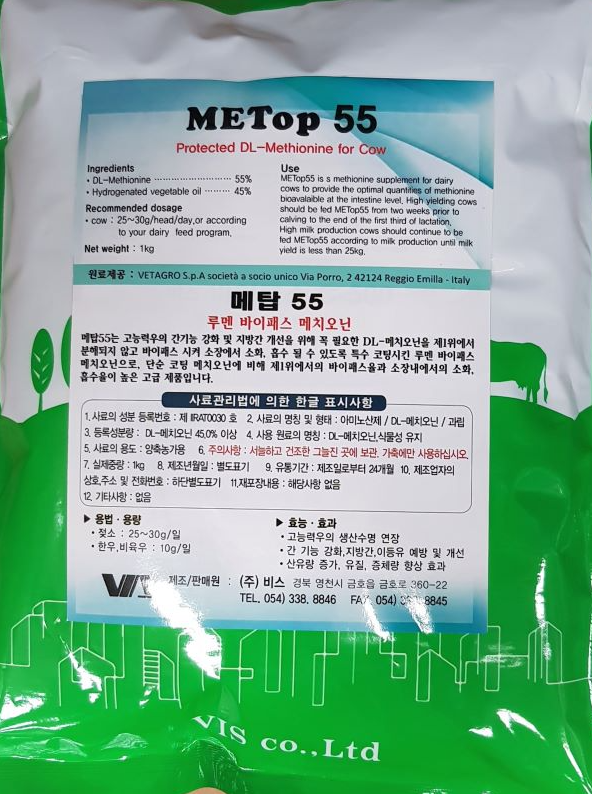 METop 55
Protected DL-Methionine for Cow
Ingredients
· DL-Methionine ························· 55%
· Hydrogenated vegetable oil ········ 45%
Recommended dosage
· cow : 25~30g/head/day,or according
to your dairy feed program.
Net weight : 1kg
Use
METop55 is s methionine supplement for dairy
cows to provide the optimal quantities of methionine
bioavalaible at the intestine level. High yielding cows
should be fed METop55 from two weeks prior to
calving to the end of the first third of lactation.
High milk production cows should continue to be
fed METop55 according to milk production until milk
yield is less than 25kg.
원료제공 : VETAGRO S.p.A società a socio unico Via Porro, 2 42124 Reggio Emilla - Italy
메탑 55
루멘 바이패스 메치오닌
메탑55는 고능력우의 간기능 강화 및 지방간 개선을 위해 꼭 필요한 DL-메치오닌을 제1위에서
분해되지 않고 바이패스 시켜 소장에서 소화, 흡수 될 수 있도록 특수 코팅시킨 루멘 바이패스
메치오닌으로, 단순 코팅 메치오닌에 비해 제1위에서의 바이패스율과 소장내에서의 소화,
흡수율이 높은 고급 제품입니다.
사료관리법에 의한 한글 표시사항
1. 사료의 성분 등록번호 : 제 IRAT0030 호 2. 사료의 명칭 및 형태 : 아미노산제 / DL-메치오닌 / 과립
3. 등록성분량 : DL-메치오닌 45.0% 이상 4. 사용 원료의 명칭 : DL-메치오닌,식물성 유지
5. 사료의 용도 : 양축농가용 6. 주의사항 : 서늘하고 건조한 그늘진 곳에 보관. 가축에만 사용하십시오.
7. 실제중량 : 1kg 8. 제조년월일 : 별도표기 9. 유통기간 : 제조일로부터 24개월 10. 제조업자의
상호,주소 및 전화번호 : 하단별도표기 11.재포장내용 : 해당사항 없음
12. 기타사항 : 없음
▶ 용법 · 용량
• 젖소 : 25~30g/일
• 한우,비육우 : 10g/일
▶ 효능 · 효과
• 고능력우의 생산수명 연장
• 간 기능 강화,지방간,이등유 예방 및 개선
• 산유량 증가, 유질, 증체량 향상 효과
제조/판매원 : (주) 비스 경북 영천시 금호읍 금호로 360-22
TEL. 054) 338. 8846 FAX. 054) 8845
VIS co.,Ltd